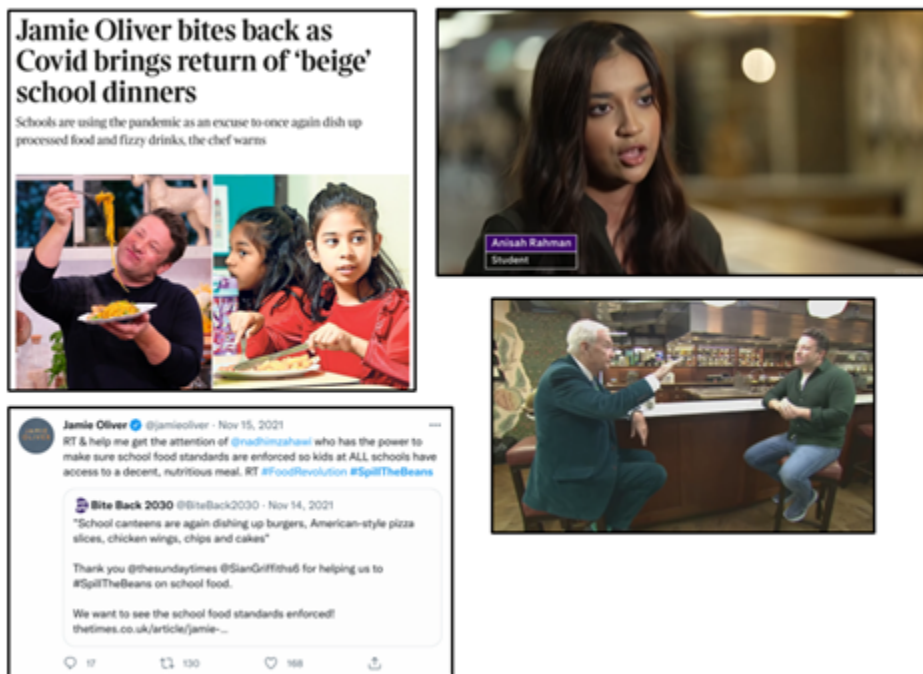 Jamie Oliver bites back as
Covid brings return of ‘beige’
school dinners
Schools are using the pandemic as an excuse to once again dish up
processed food and fizzy drinks, the chef warns
Anisah Rahman
Student
JAMIE
OLIVER
Jamie Oliver @jamieoliver · Nov 15, 2021
RT & help me get the attention of @nadhimzahawi who has the power to
make sure school food standards are enforced so kids at ALL schools have
access to a decent, nutritious meal. RT #FoodRevolution #SpillTheBeans
Bite Back 2030 @BiteBack2030 · Nov 14, 2021
"School canteens are again dishing up burgers, American-style pizza
slices, chicken wings, chips and cakes"
Thank you @thesundaytimes @SianGriffiths6 for helping us to
#SpillTheBeans on school food.
We want to see the school food standards enforced!
thetimes.co.uk/article/jamie-...
17 130 168